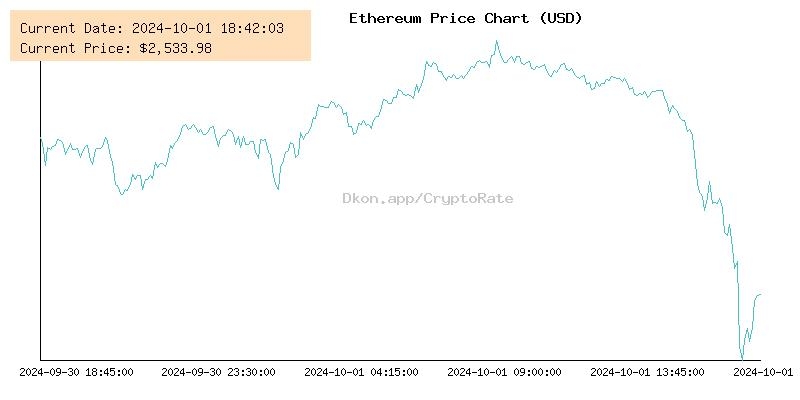 Ethereum Price Chart (USD)
Current Date: 2024-10-01 18:42:03
Current Price: $2,533.98
Dkon.app/CryptoRate
2024-09-30 18:45:00
2024-09-30 23:30:00
2024-10-01 04:15:00
2024-10-01 09:00:00
2024-10-01 13:45:00
2024-10-01